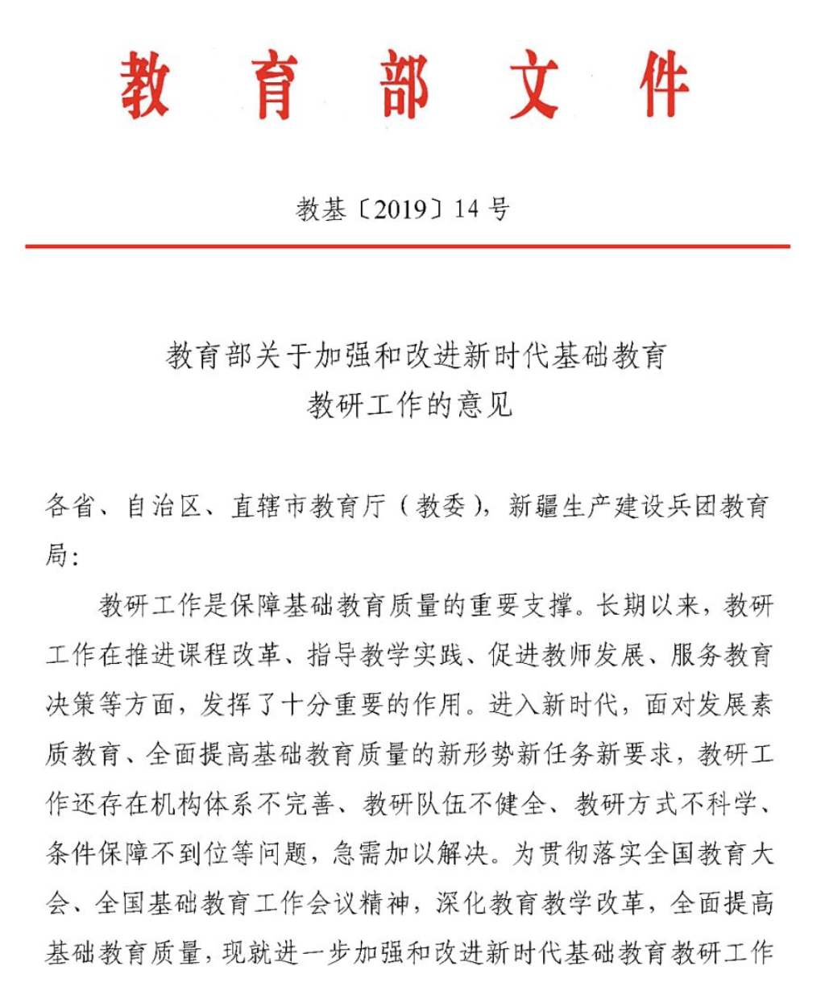 教育部文件
教基〔2019〕14号
教育部关于加强和改进新时代基础教育
教研工作的意见
各省、自治区、直辖市教育厅（教委），新疆生产建设兵团教育
局：
教研工作是保障基础教育质量的重要支撑。长期以来，教研
工作在推进课程改革、指导教学实践、促进教师发展、服务教育
决策等方面，发挥了十分重要的作用。进入新时代，面对发展素
质教育、全面提高基础教育质量的新形势新任务新要求，教研工
作还存在机构体系不完善、教研队伍不健全、教研方式不科学、
条件保障不到位等问题，急需加以解决。为贯彻落实全国教育大
会、全国基础教育工作会议精神，深化教育教学改革，全面提高
基础教育质量，现就进一步加强和改进新时代基础教育教研工作